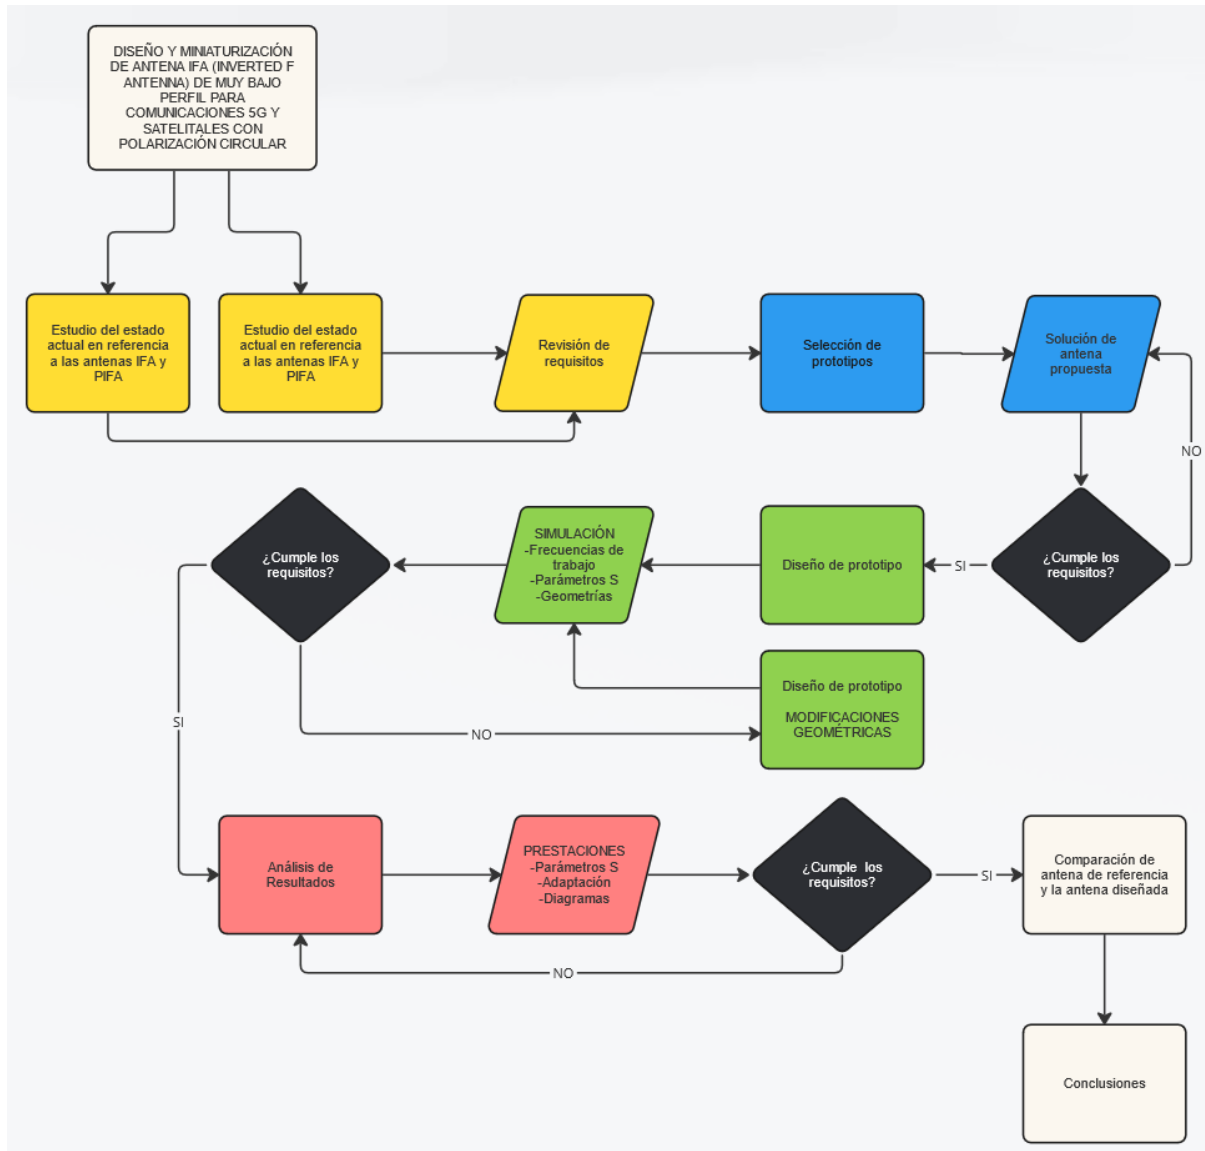 DISEÑO Y MINIATURIZACIÓN
DE ANTENA IFA (INVERTED F
ANTENNA) DE MUY BAJO
PERFIL PARA
COMUNICACIONES 5G Y
SATELITALES CON
POLARIZACIÓN CIRCULAR
Estudio del estado
actual en referencia
a las antenas IFA y
PIFA
Estudio del estado
actual en referencia
a las antenas IFA y
PIFA
Revisión de
requisitos
Selección de
prototipos
Solución de
antena
propuesta
NO
¿Cumple los
requisitos?
SI
Diseño de prototipo
SIMULACIÓN
-Frecuencias de
trabajo
-Parámetros S
-Geometrías
¿Cumple los
requisitos?
SI
NO
Diseño de prototipo
MODIFICACIONES
GEOMÉTRICAS
Análisis de
Resultados
PRESTACIONES
-Parámetros S
-Adaptación
-Diagramas
¿Cumple los
requisitos?
NO
SI
Comparación de
antena de referencia
y la antena diseñada
Conclusiones